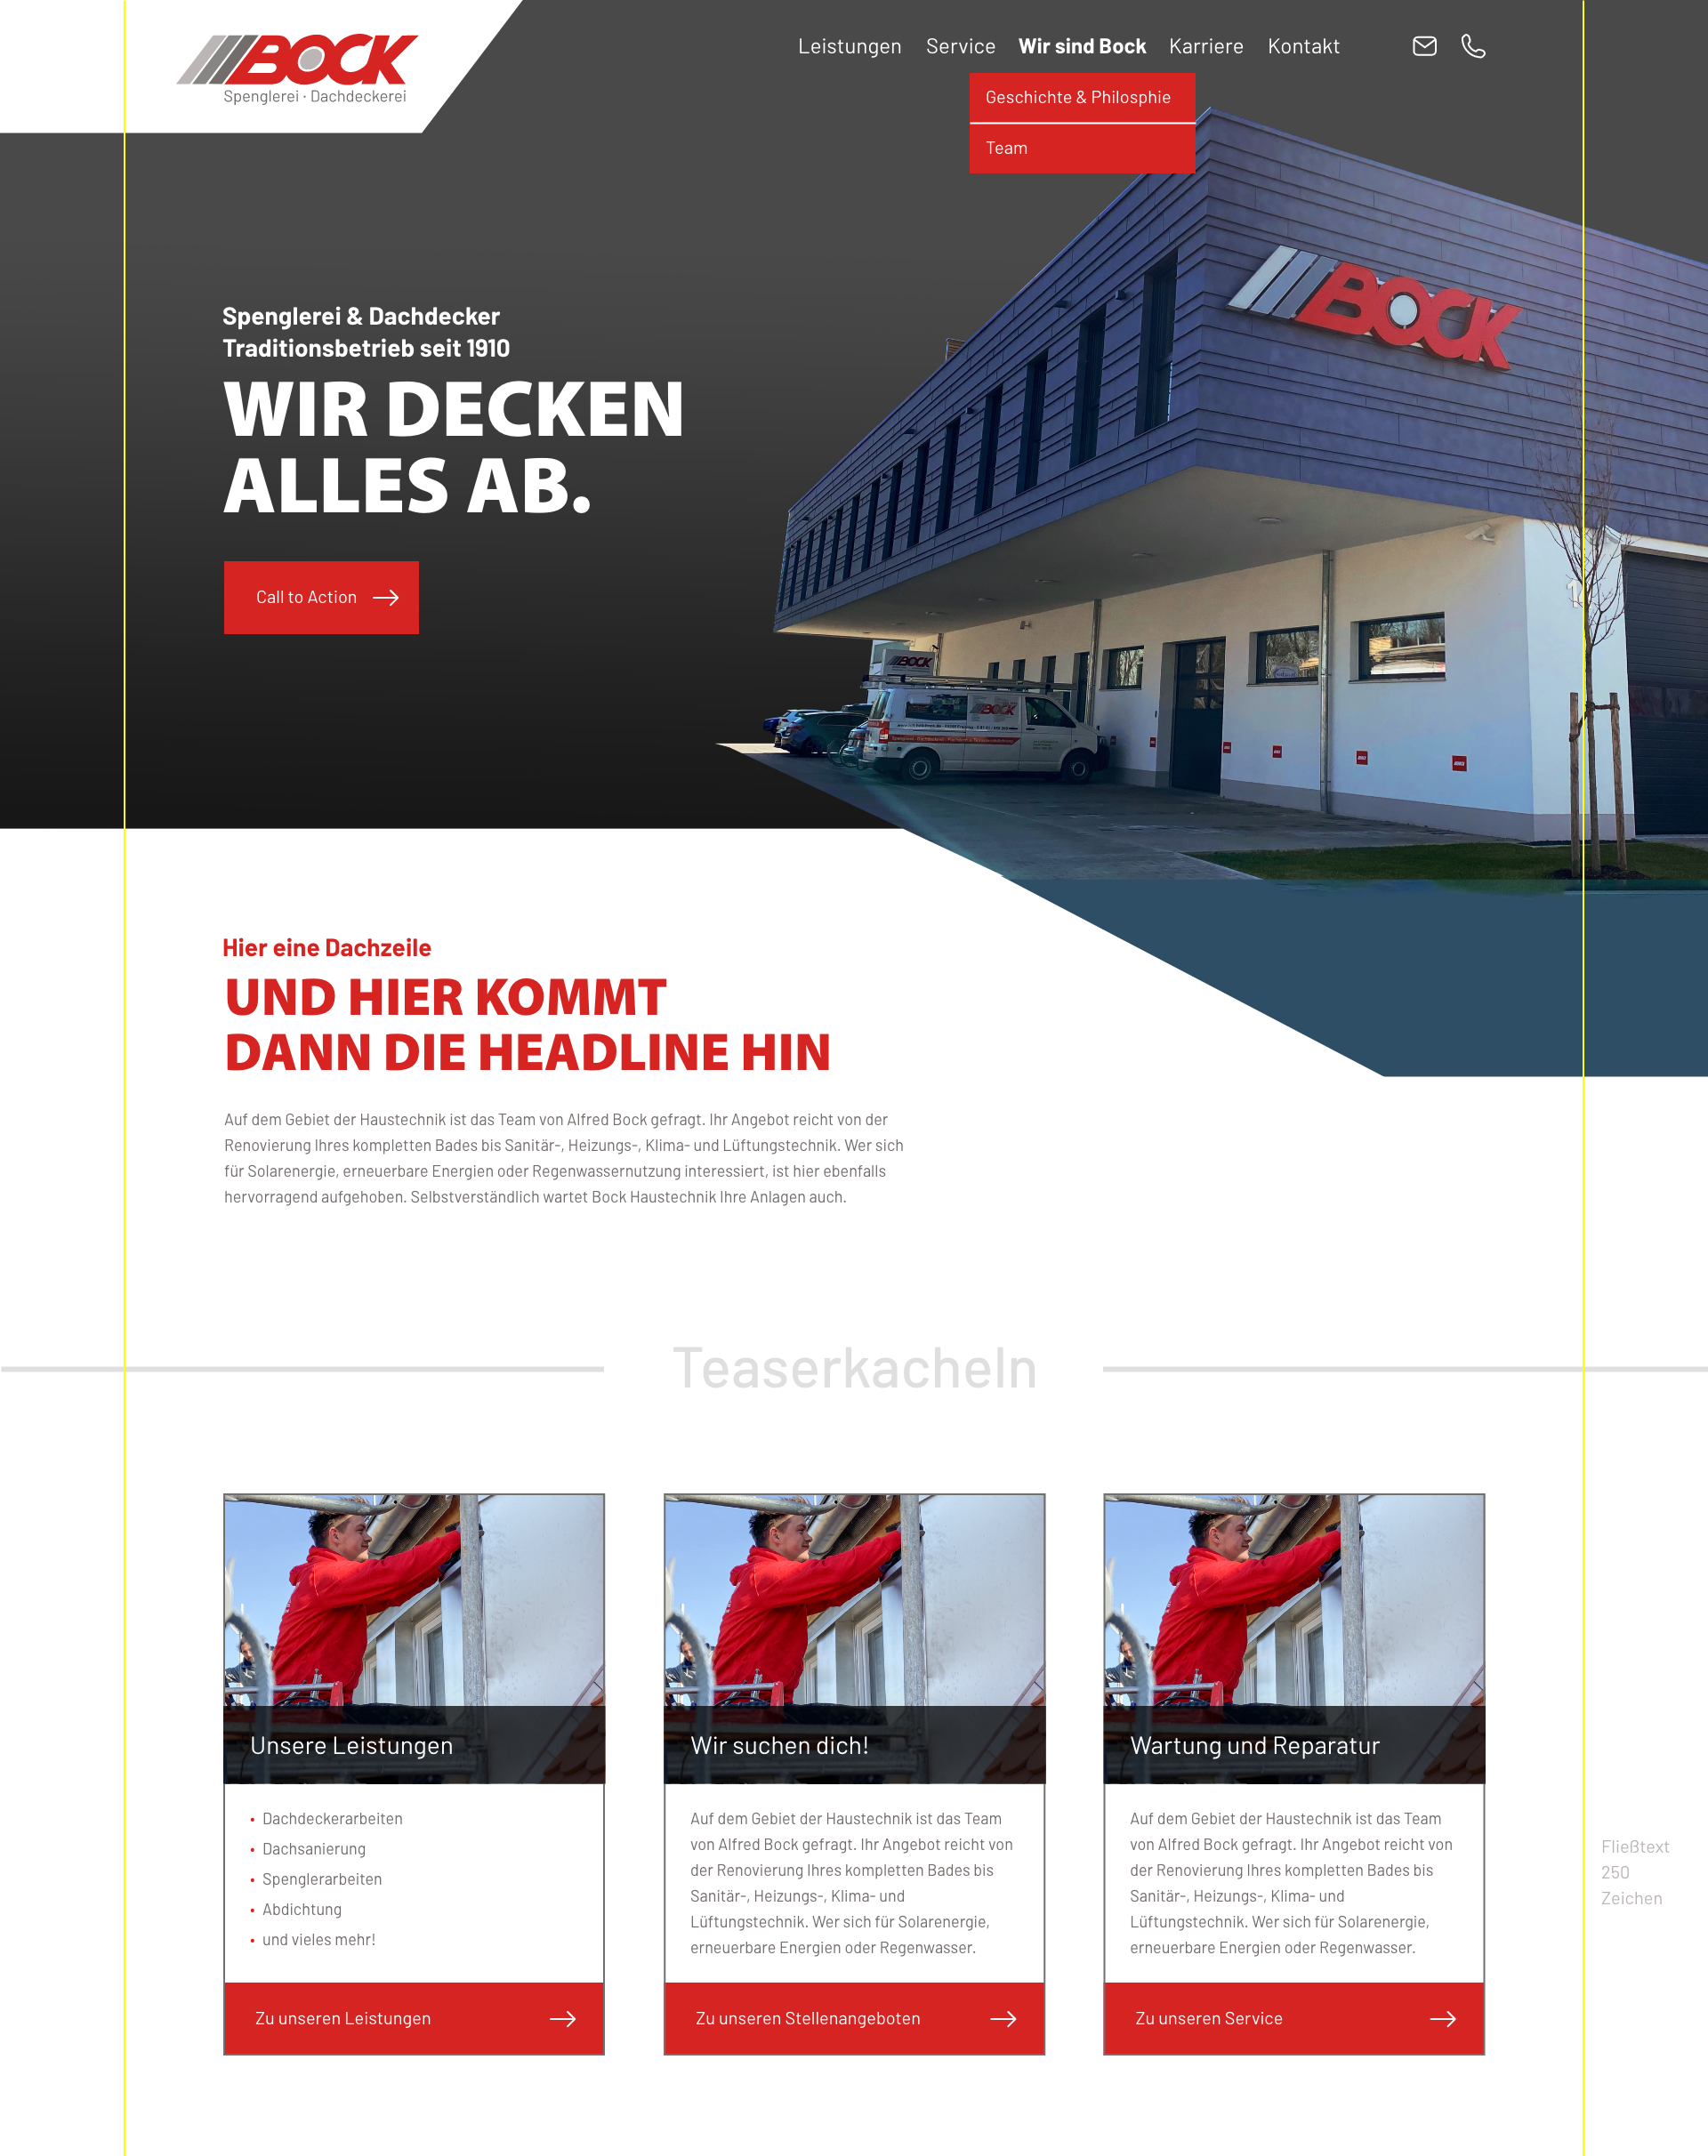 BOCK
Spenglerei · Dachdeckerei
Leistungen Service Wir sind Bock Karriere Kontakt
Geschichte & Philosphie
Team
BOCK
Spenglerei & Dachdecker
Traditionsbetrieb seit 1910
WIR DECKEN
ALLES AB.
Call to Action
BOCK
BOCK
Hier eine Dachzeile
UND HIER KOMMT
DANN DIE HEADLINE HIN
Auf dem Gebiet der Haustechnik ist das Team von Alfred Bock gefragt. Ihr Angebot reicht von der
Renovierung Ihres kompletten Bades bis Sanitär-, Heizungs-, Klima- und Lüftungstechnik. Wer sich
für Solarenergie, erneuerbare Energien oder Regenwassernutzung interessiert, ist hier ebenfalls
hervorragend aufgehoben. Selbstverständlich wartet Bock Haustechnik Ihre Anlagen auch.
Teaserkacheln
Unsere Leistungen
• Dachdeckerarbeiten
• Dachsanierung
• Spenglerarbeiten
• Abdichtung
• und vieles mehr!
Zu unseren Leistungen
Wir suchen dich!
Auf dem Gebiet der Haustechnik ist das Team
von Alfred Bock gefragt. Ihr Angebot reicht von
der Renovierung Ihres kompletten Bades bis
Sanitär-, Heizungs-, Klima- und
Lüftungstechnik. Wer sich für Solarenergie,
erneuerbare Energien oder Regenwasser.
Zu unseren Stellenangeboten
Wartung und Reparatur
Auf dem Gebiet der Haustechnik ist das Team
von Alfred Bock gefragt. Ihr Angebot reicht von
der Renovierung Ihres kompletten Bades bis
Sanitär-, Heizungs-, Klima- und
Lüftungstechnik. Wer sich für Solarenergie,
erneuerbare Energien oder Regenwasser.
Zu unseren Service
Fließtext
250
Zeichen